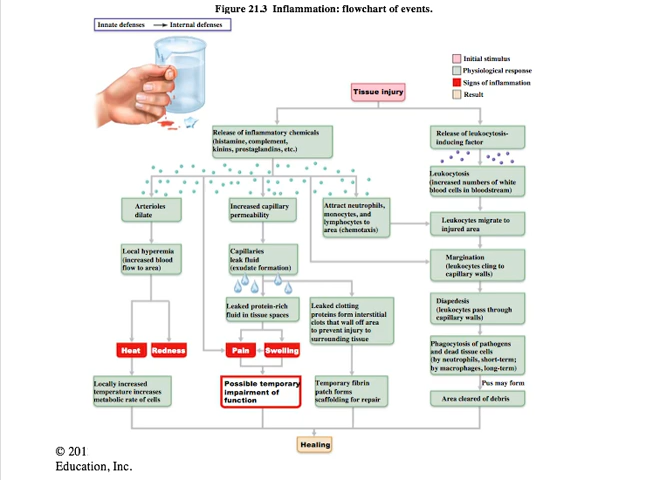 Figure 21.3 Inflammation: flowchart of events.
Innate defenses → Internal defenses
Initial stimulus
Physiological response
Signs of inflammation
Result
Tissue injury
Release of inflammatory chemicals
(histamine, complement,
kinins, prostaglandins, etc.)
Release of leukocytosis-
inducing factor
Leukocytosis
(increased numbers of white
blood cells in bloodstream)
Arterioles
dilate
Increased capillary
permeability
Attract neutrophils,
monocytes, and
lymphocytes to
area (chemotaxis)
Leukocytes migrate to
injured area
Local hyperemia
(increased blood
flow to area)
Capillaries
leak fluid
(exudate formation)
Margination
(leukocytes cling to
capillary walls)
Leaked protein-rich
fluid in tissue spaces
Leaked clotting
proteins form interstitial
clots that wall off area
to prevent injury to
surrounding tissue
Diapedesis
(leukocytes pass through
capillary walls)
Heat
Redness
Pain
Swelling
Phagocytosis of pathogens
and dead tissue cells
(by neutrophils, short-term;
by macrophages, long-term)
Locally increased
temperature increases
metabolic rate of cells
Possible temporary
impairment of
function
Temporary fibrin
patch forms
scaffolding for repair
Pus may form
Area cleared of debris
Healing
© 201
Education, Inc.